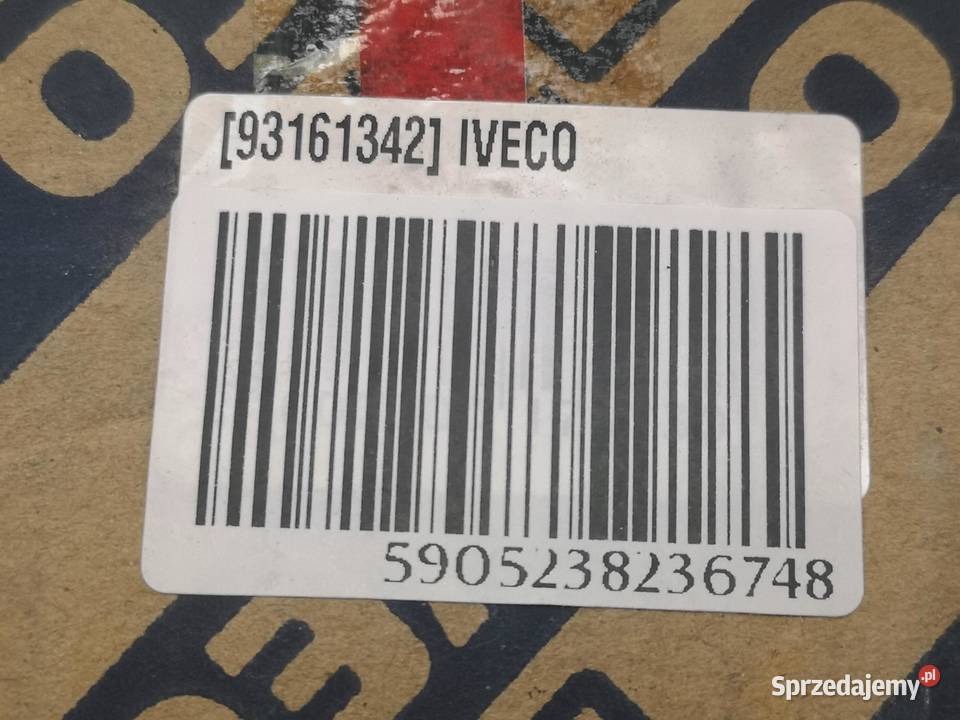 [93161342] IVECO
5905238236748
Sprzedajemy.pl